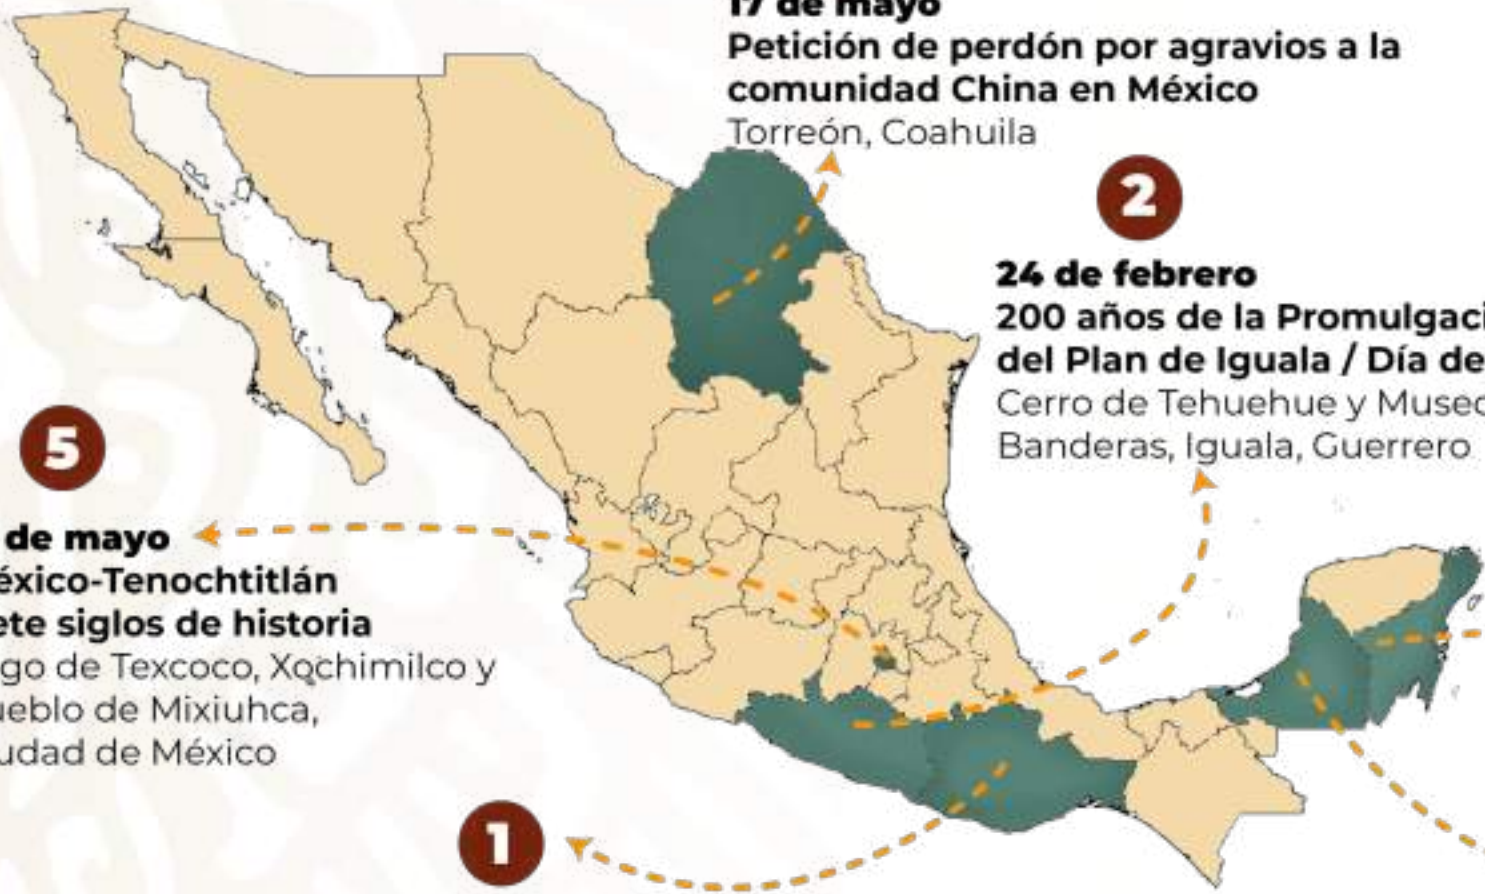 17 de mayo
Petición de perdón por agravios a la
comunidad China en México
Torreón, Coahuila
2
24 de febrero
200 años de la Promulgaci
del Plan de Iguala / Día de
Cerro de Tehuehue y Museo
Banderas, Iguala, Guerrero
5
de mayo
éxico-Tenochtitlán
ete siglos de historia
go de Texcoco, Xochimilco y
ueblo de Mixiuhca,
udad de México
1